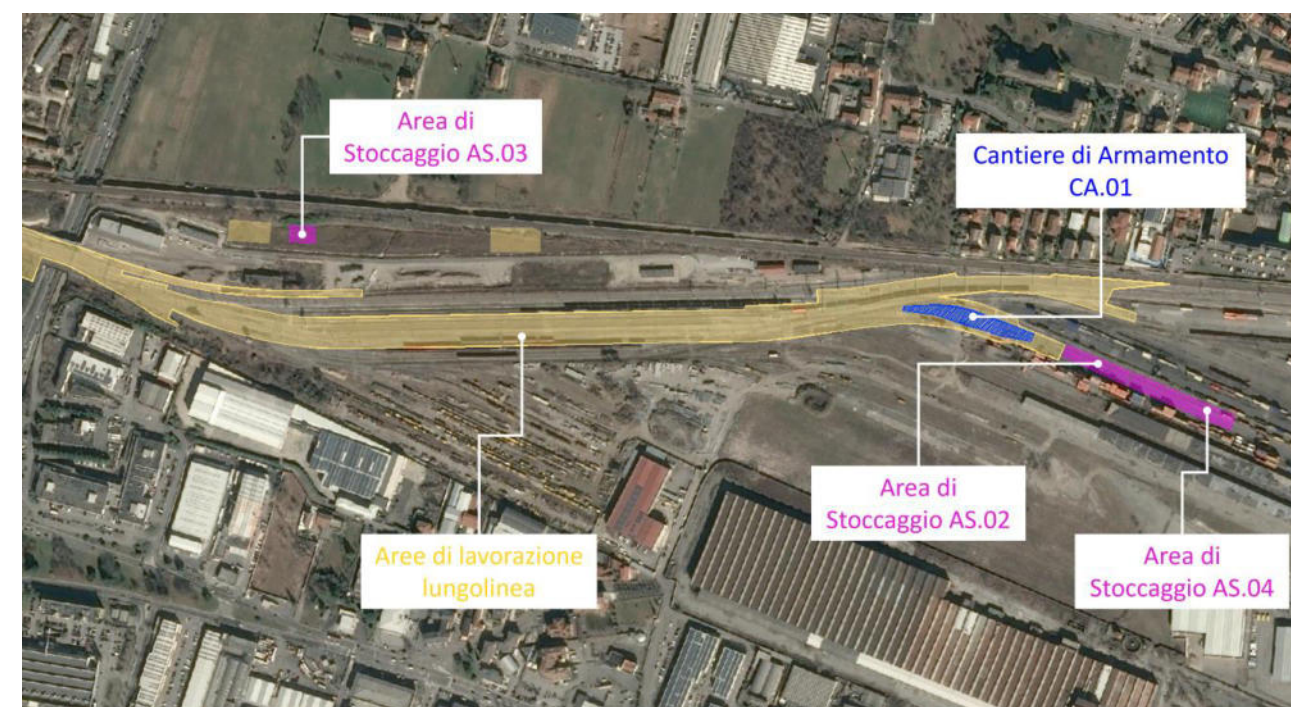 Area di
Stoccaggio AS.03
Cantiere di Armamento
CA.01
Area di
Stoccaggio AS.02
Aree di lavorazione
lungolinea
Area di
Stoccaggio AS.04